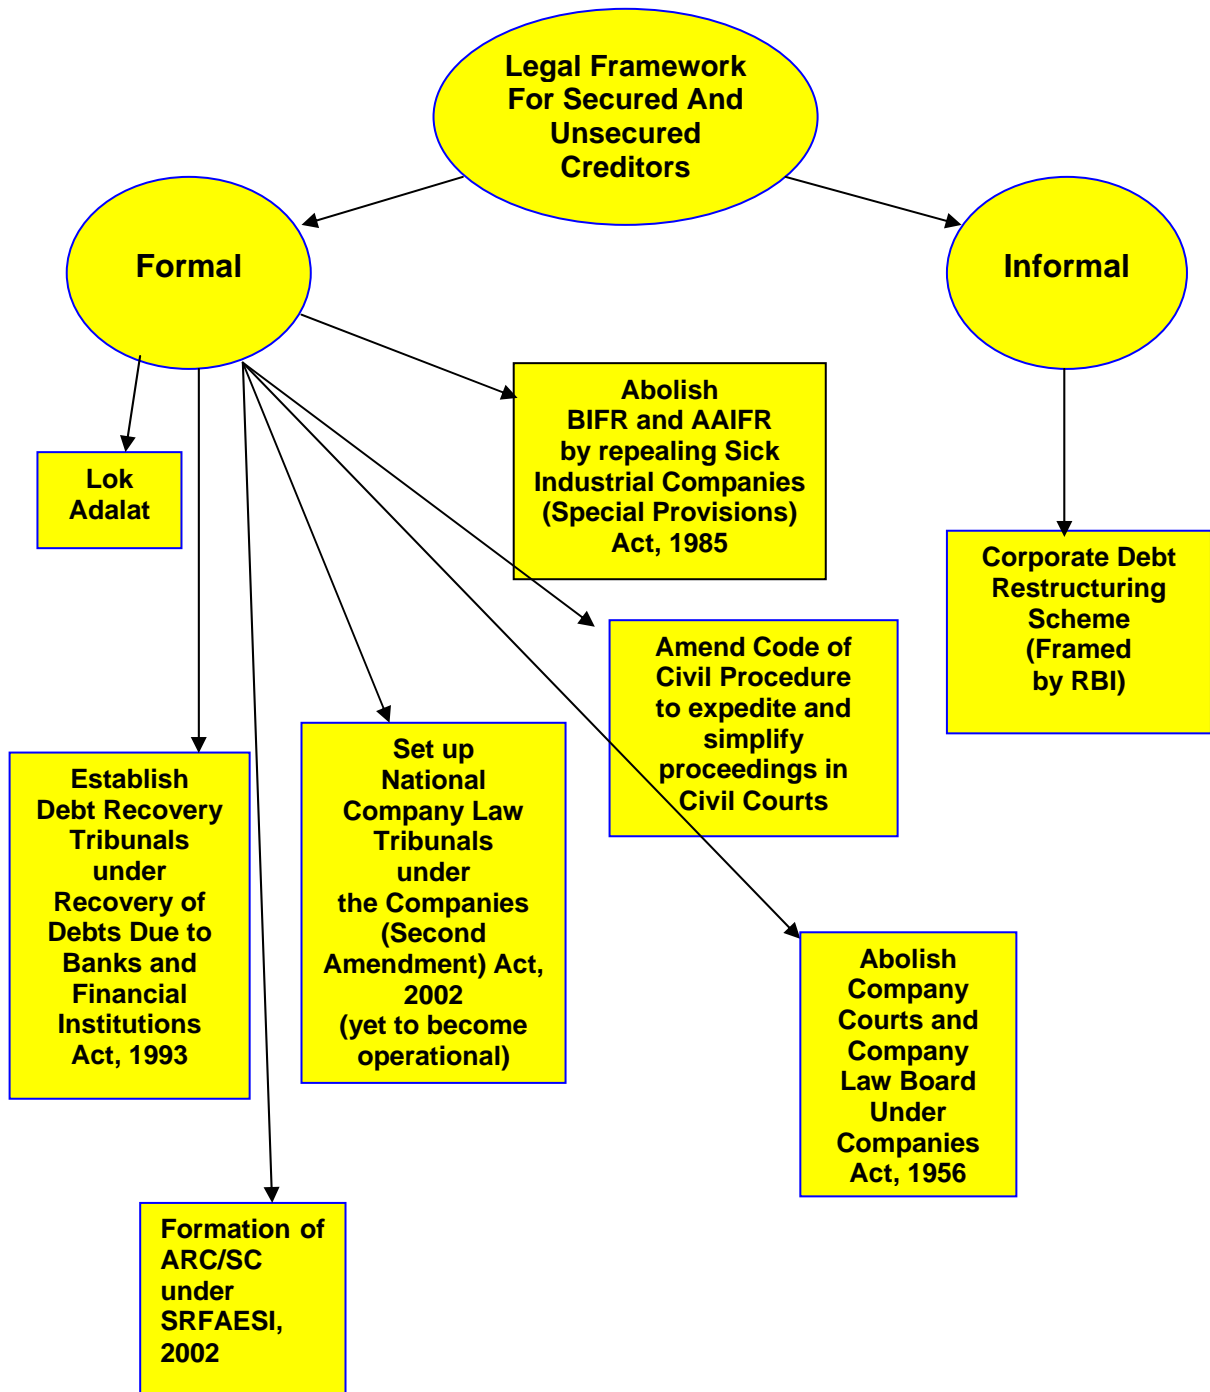 Legal Framework
For Secured And
Unsecured
Creditors
Formal
Informal
Abolish
BIFR and AAIFR
by repealing Sick
Industrial Companies
(Special Provisions)
Act, 1985
Lok
Adalat
Corporate Debt
Restructuring
Scheme
(Framed
by RBI)
Amend Code of
Civil Procedure
to expedite and
simplify
proceedings in
Civil Courts
Establish
Debt Recovery
Tribunals
under
Recovery of
Debts Due to
Banks and
Financial
Institutions
Act, 1993
Set up
National
Company Law
Tribunals
under
the Companies
(Second
Amendment) Act,
2002
(yet to become
operational)
Abolish
Company
Courts and
Company
Law Board
Under
Companies
Act, 1956
Formation of
ARC/SC
under
SRFAESI,
2002